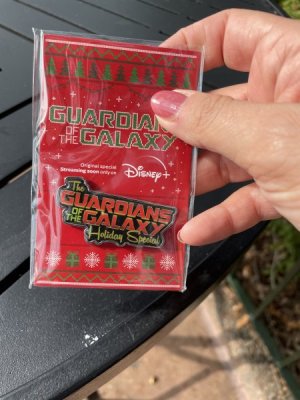 GUARDIANS
OF THE
GALAXY
Original special
Streaming soon only on
Disney+
The
GUARDIANS
OF THE
GALAXY
Holiday Special